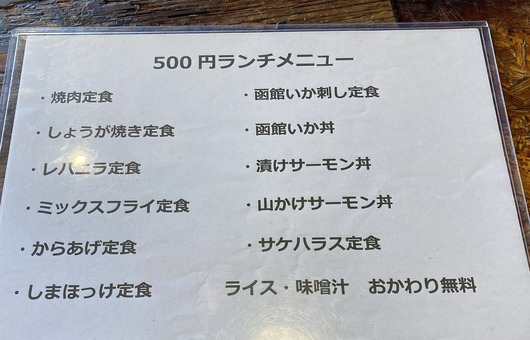 500 円ランチメニュー
・焼肉定食
・しょうが焼き定食
・レバニラ定食
・ミックスフライ定食
・からあげ定食
・しまほっけ定食
・函館いか刺し定食
・函館いか丼
・漬けサーモン丼
・山かけサーモン丼
・サケハラス定食
ライス・味噌汁　おかわり無料